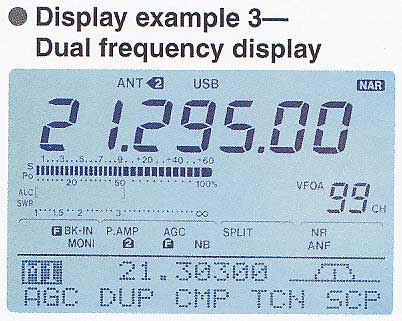 Display example 3—
Dual frequency display
ANT 2 USB NAR
21.295.00
S 1...3...5...7...9.. +20 ..+40 ..+60
Po 20 50 100%
ALC
SWR
1 1.5 2 3 ∞
VFOA 99 CH
F BK-IN P.AMP AGC SPLIT NR
MONI 2 F NB ANF
M1 21.30300
AGC DUP CMP TCN SCP